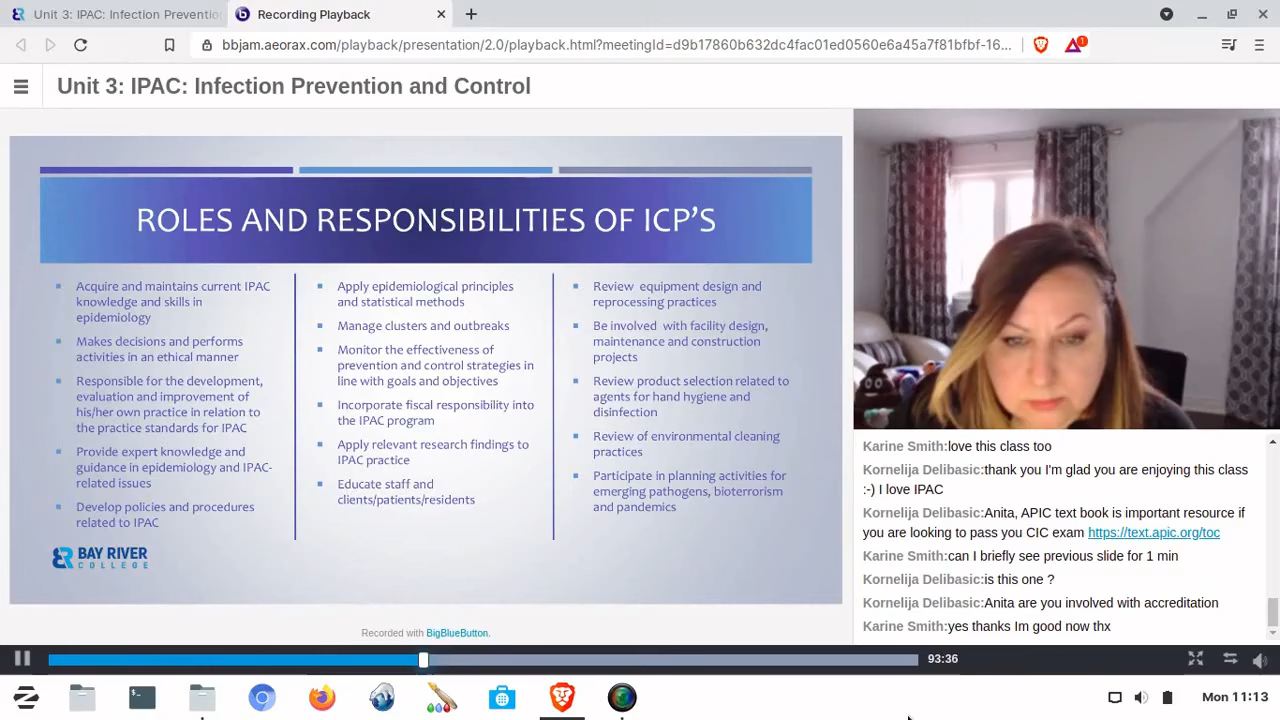 Unit 3: IPAC: Infection Preventio
Recording Playback
bbjam.aeorax.com/playback/presentation/2.0/playback.html?meetingId=d9b17860b632dc4fac01ed0560e6a45a7f81bfbf-16...
1
Unit 3: IPAC: Infection Prevention and Control
ROLES AND RESPONSIBILITIES OF ICP'S
Acquire and maintains current IPAC
knowledge and skills in
epidemiology
Makes decisions and performs
activities in an ethical manner
Responsible for the development,
evaluation and improvement of
his/her own practice in relation to
the practice standards for IPAC
Provide expert knowledge and
guidance in epidemiology and IPAC-
related issues
Develop policies and procedures
related to IPAC
Apply epidemiological principles
and statistical methods
Manage clusters and outbreaks
Monitor the effectiveness of
prevention and control strategies in
line with goals and objectives
Incorporate fiscal responsibility into
the IPAC program
Apply relevant research findings to
IPAC practice
Educate staff and
clients/patients/residents
Review equipment design and
reprocessing practices
Be involved with facility design,
maintenance and construction
projects
Review product selection related to
agents for hand hygiene and
disinfection
Review of environmental cleaning
practices
Participate in planning activities for
emerging pathogens, bioterrorism
and pandemics
BAY RIVER
COLLEGE
Recorded with BigBlueButton.
Karine Smith:love this class too
Kornelija Delibasic:thank you I'm glad you are enjoying this class
:-) I love IPAC
Kornelija Delibasic:Anita, APIC text book is important resource if
you are looking to pass you CIC exam https://text.apic.org/toc
Karine Smith:can I briefly see previous slide for 1 min
Kornelija Delibasic:is this one ?
Kornelija Delibasic:Anita are you involved with accreditation
Karine Smith:yes thanks Im good now thx
93:36
Mon 11:13